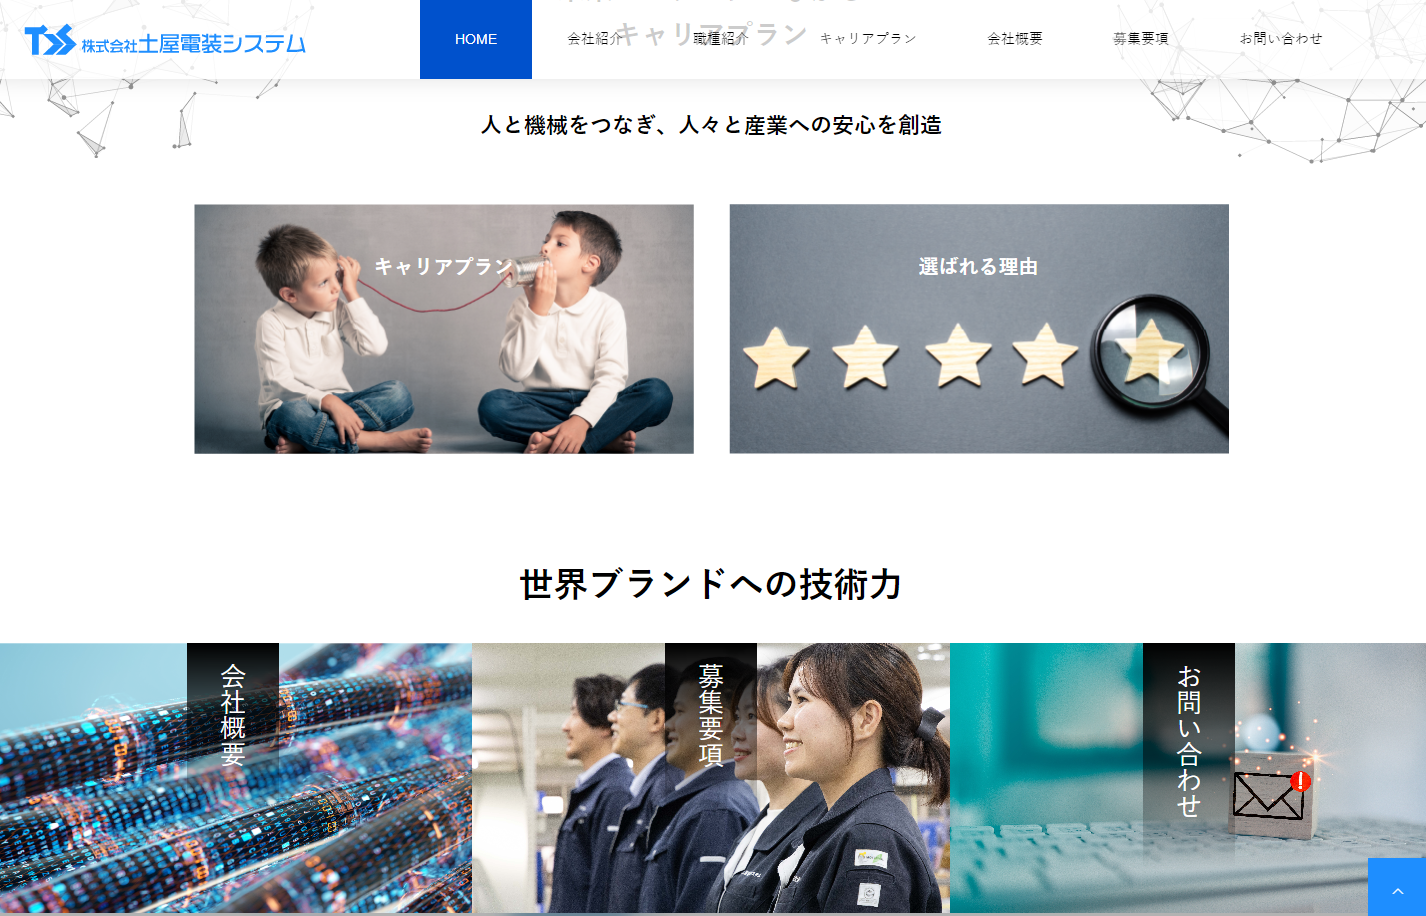 TSS 株式会社土屋電装システム
HOME
会社紹介
職種紹介
キャリアプラン
会社概要
募集要項
お問い合わせ
キャリアプラン
人と機械をつなぎ、人々と産業への安心を創造
キャリアプラン
選ばれる理由
世界ブランドへの技術力
会社概要
募集要項
お問い合わせ